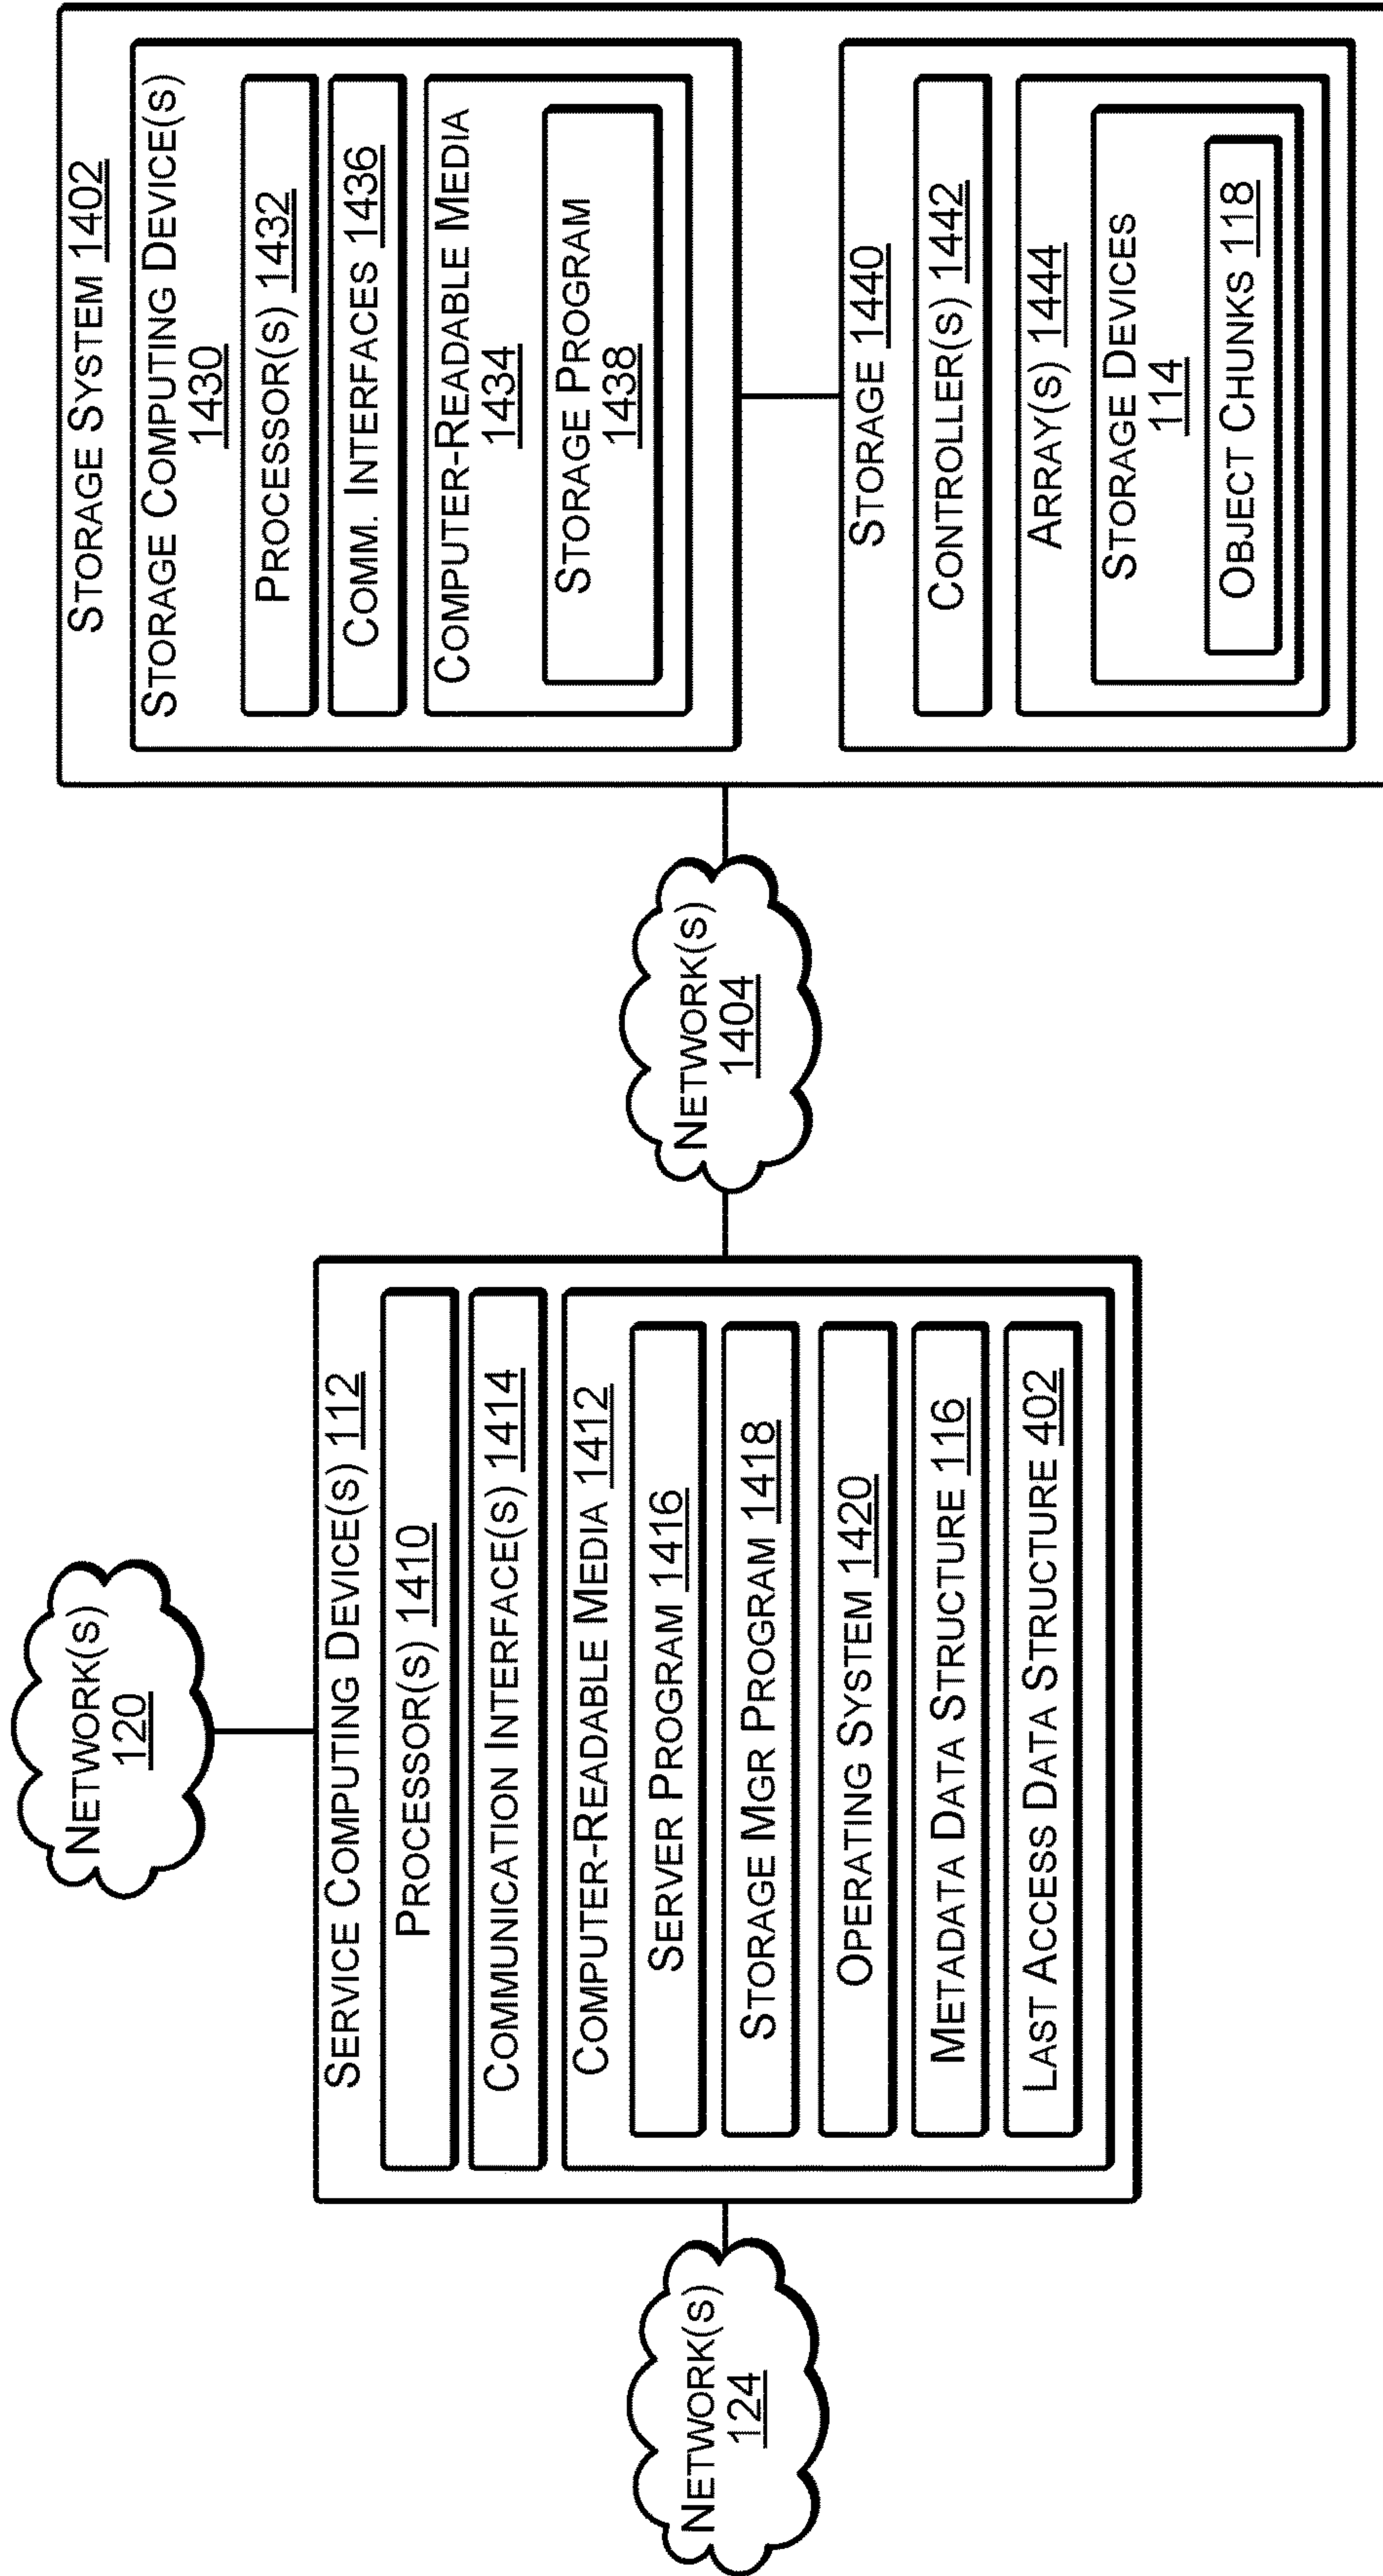 NETWORK(S)
120
NETWORK(S)
124
SERVICE COMPUTING DEVICE(S) 112
PROCESSOR(S) 1410
COMMUNICATION INTERFACE(S) 1414
COMPUTER-READABLE MEDIA 1412
SERVER PROGRAM 1416
STORAGE MGR PROGRAM 1418
OPERATING SYSTEM 1420
METADATA DATA STRUCTURE 116
LAST ACCESS DATA STRUCTURE 402
NETWORK(S)
1404
STORAGE SYSTEM 1402
STORAGE COMPUTING DEVICE(S)
1430
PROCESSOR(S) 1432
COMM. INTERFACES 1436
COMPUTER-READABLE MEDIA
1434
STORAGE PROGRAM
1438
STORAGE 1440
CONTROLLER(S) 1442
ARRAY(S) 1444
STORAGE DEVICES
114
OBJECT CHUNKS 118